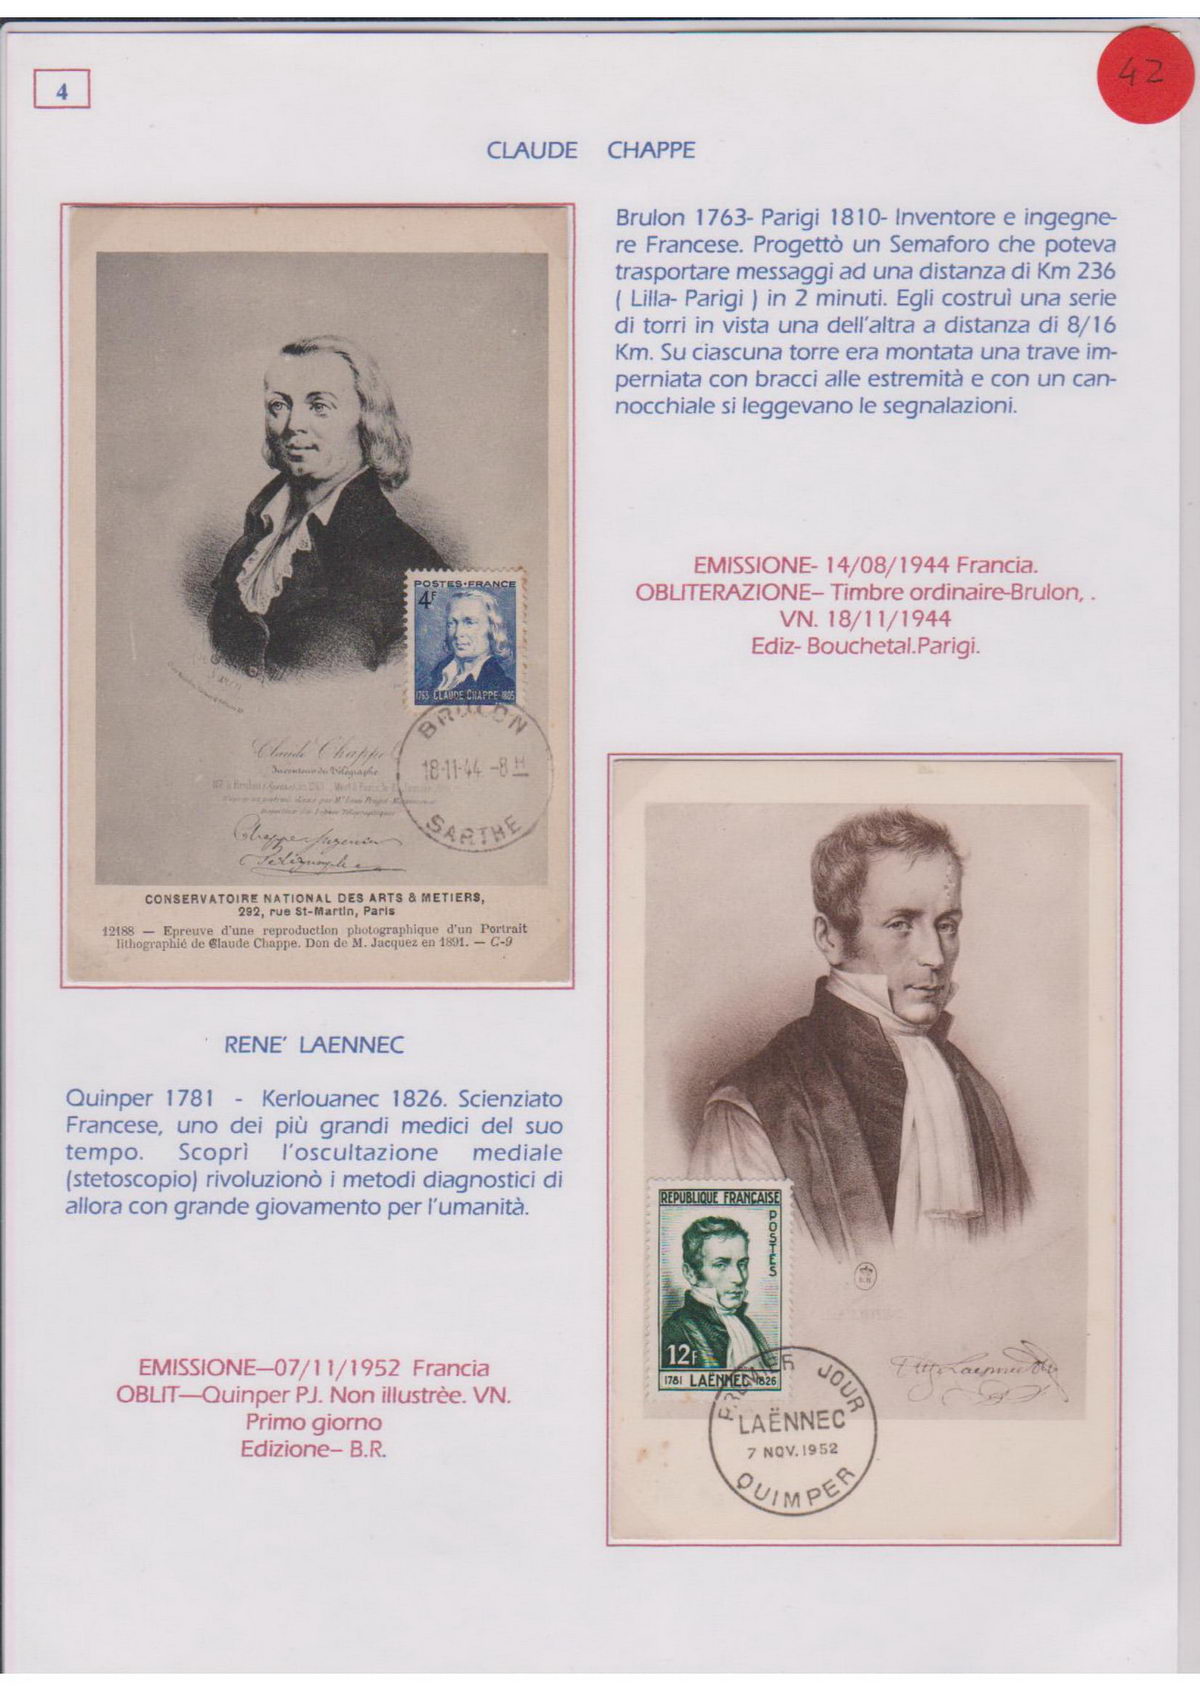 4
42
CLAUDE CHAPPE
Brulon 1763- Parigi 1810- Inventore e ingegne-
re Francese. Progettò un Semaforo che poteva
trasportare messaggi ad una distanza di Km 236
( Lilla- Parigi ) in 2 minuti. Egli costruì una serie
di torri in vista una dell'altra a distanza di 8/16
Km. Su ciascuna torre era montata una trave im-
perniata con bracci alle estremità e con un can-
nocchiale si leggevano le segnalazioni.
EMISSIONE- 14/08/1944 Francia.
OBLITERAZIONE– Timbre ordinaire-Brulon, .
VN. 18/11/1944
Ediz- Bouchetal.Parigi.
POSTES·FRANCE
4F
1763 CLAUDE CHAPPE 1805
BRULON
18-11-44 -8H
SARTHE
Claude Chappe
Inventeur du Télégraphe
CONSERVATOIRE NATIONAL DES ARTS & METIERS,
292, rue St-Martin, Paris
12188 — Epreuve d'une reproduction photographique d'un Portrait
lithographié de Claude Chappe. Don de M. Jacquez en 1891. — C-9
RENE' LAENNEC
Quinper 1781 - Kerlouanec 1826. Scienziato
Francese, uno dei più grandi medici del suo
tempo. Scoprì l'oscultazione mediale
(stetoscopio) rivoluzionò i metodi diagnostici di
allora con grande giovamento per l'umanità.
EMISSIONE—07/11/1952 Francia
OBLIT—Quinper PJ. Non illustrèe. VN.
Primo giorno
Edizione– B.R.
REPUBLIQUE FRANÇAISE
POSTES
12F
1781 LAËNNEC 1826
PREMIER JOUR
LAËNNEC
7 NOV. 1952
QUIMPER